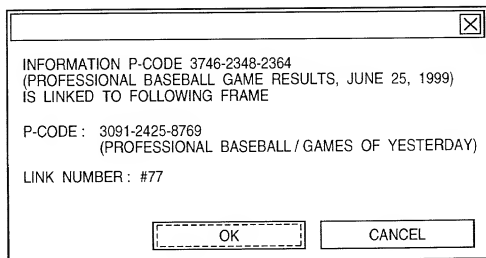 INFORMATION P-CODE 3746-2348-2364
(PROFESSIONAL BASEBALL GAME RESULTS, JUNE 25, 1999)
IS LINKED TO FOLLOWING FRAME
P-CODE : 3091-2425-8769
(PROFESSIONAL BASEBALL / GAMES OF YESTERDAY)
LINK NUMBER : #77
OK CANCEL